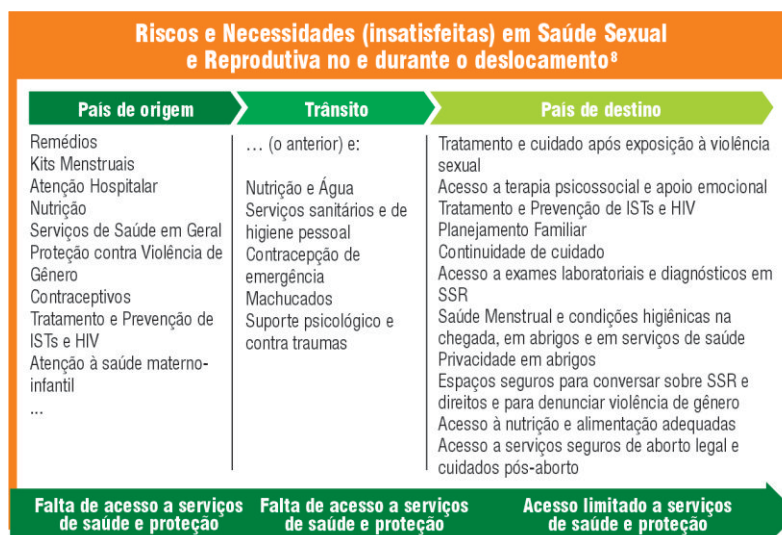 Riscos e Necessidades (insatisfeitas) em Saúde Sexual
e Reprodutiva no e durante o deslocamento⁸
País de origem
Remédios
Kits Menstruais
Atenção Hospitalar
Nutrição
Serviços de Saúde em Geral
Proteção contra Violência de
Gênero
Contraceptivos
Tratamento e Prevenção de
ISTs e HIV
Atenção à saúde materno-
infantil
...
Trânsito
... (o anterior) e:
Nutrição e Água
Serviços sanitários e de
higiene pessoal
Contracepção de
emergência
Machucados
Suporte psicológico e
contra traumas
País de destino
Tratamento e cuidado após exposição à violência
sexual
Acesso a terapia psicossocial e apoio emocional
Tratamento e Prevenção de ISTs e HIV
Planejamento Familiar
Continuidade de cuidado
Acesso a exames laboratoriais e diagnósticos em
SSR
Saúde Menstrual e condições higiênicas na
chegada, em abrigos e em serviços de saúde
Privacidade em abrigos
Espaços seguros para conversar sobre SSR e
direitos e para denunciar violência de gênero
Acesso à nutrição e alimentação adequadas
Acesso a serviços seguros de aborto legal e
cuidados pós-aborto
Falta de acesso a serviços
de saúde e proteção
Falta de acesso a serviços
de saúde e proteção
Acesso limitado a serviços
de saúde e proteção